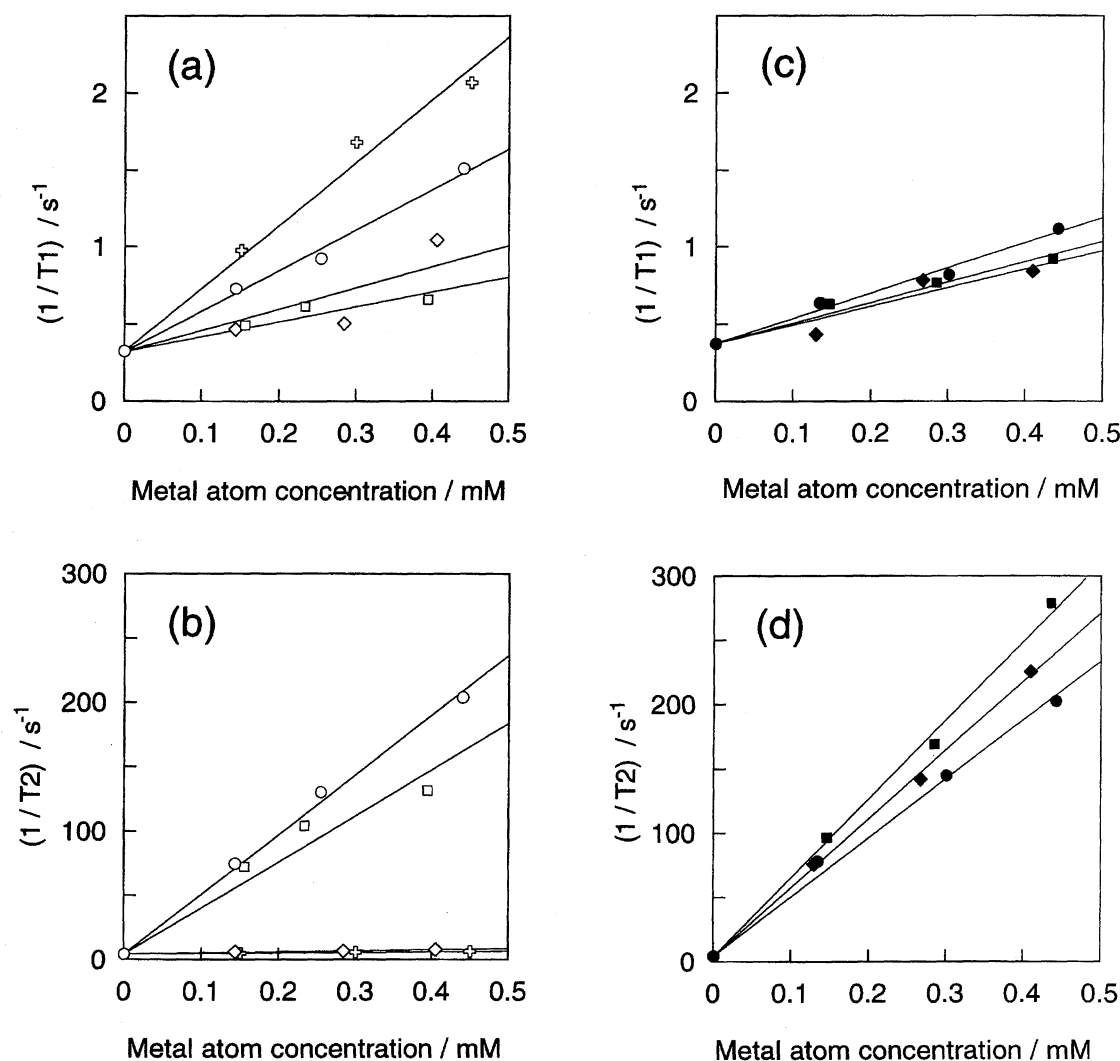 (a)
(1 / T1) / s-1
2
1
0
0 0.1 0.2 0.3 0.4 0.5
Metal atom concentration / mM
(c)
(1 / T1) / s-1
2
1
0
0 0.1 0.2 0.3 0.4 0.5
Metal atom concentration / mM
(b)
(1 / T2) / s-1
300
200
100
0
0 0.1 0.2 0.3 0.4 0.5
Metal atom concentration / mM
(d)
(1 / T2) / s-1
300
200
100
0
0 0.1 0.2 0.3 0.4 0.5
Metal atom concentration / mM